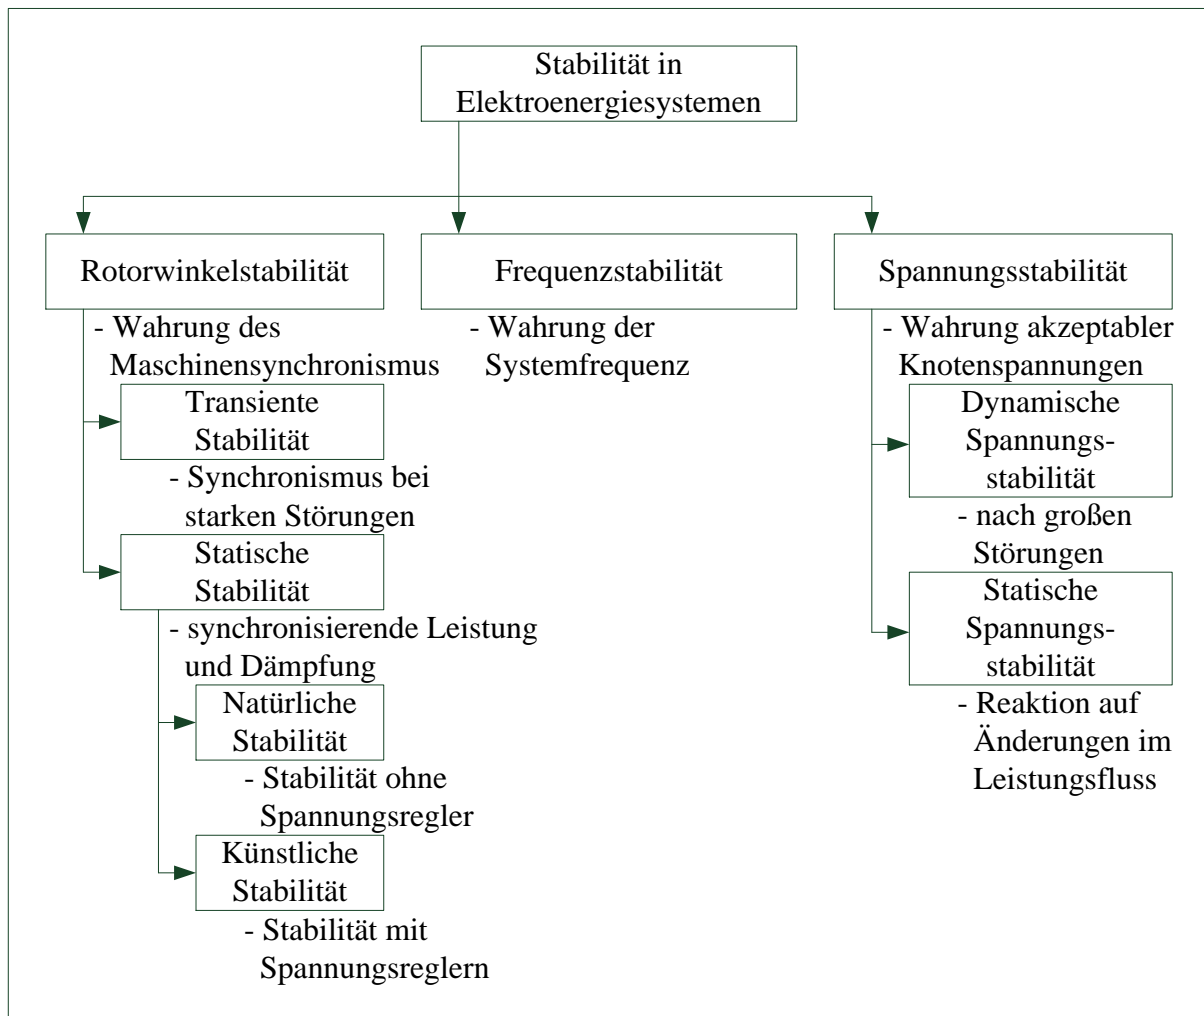 Stabilität in
Elektroenergiesystemen
Rotorwinkelstabilität
- Wahrung des
Maschinensynchronismus
Transiente
Stabilität
- Synchronismus bei
starken Störungen
Statische
Stabilität
- synchronisierende Leistung
und Dämpfung
Natürliche
Stabilität
- Stabilität ohne
Spannungsregler
Künstliche
Stabilität
- Stabilität mit
Spannungsreglern
Frequenzstabilität
- Wahrung der
Systemfrequenz
Spannungsstabilität
- Wahrung akzeptabler
Knotenspannungen
Dynamische
Spannungs-
stabilität
- nach großen
Störungen
Statische
Spannungs-
stabilität
- Reaktion auf
Änderungen im
Leistungsfluss